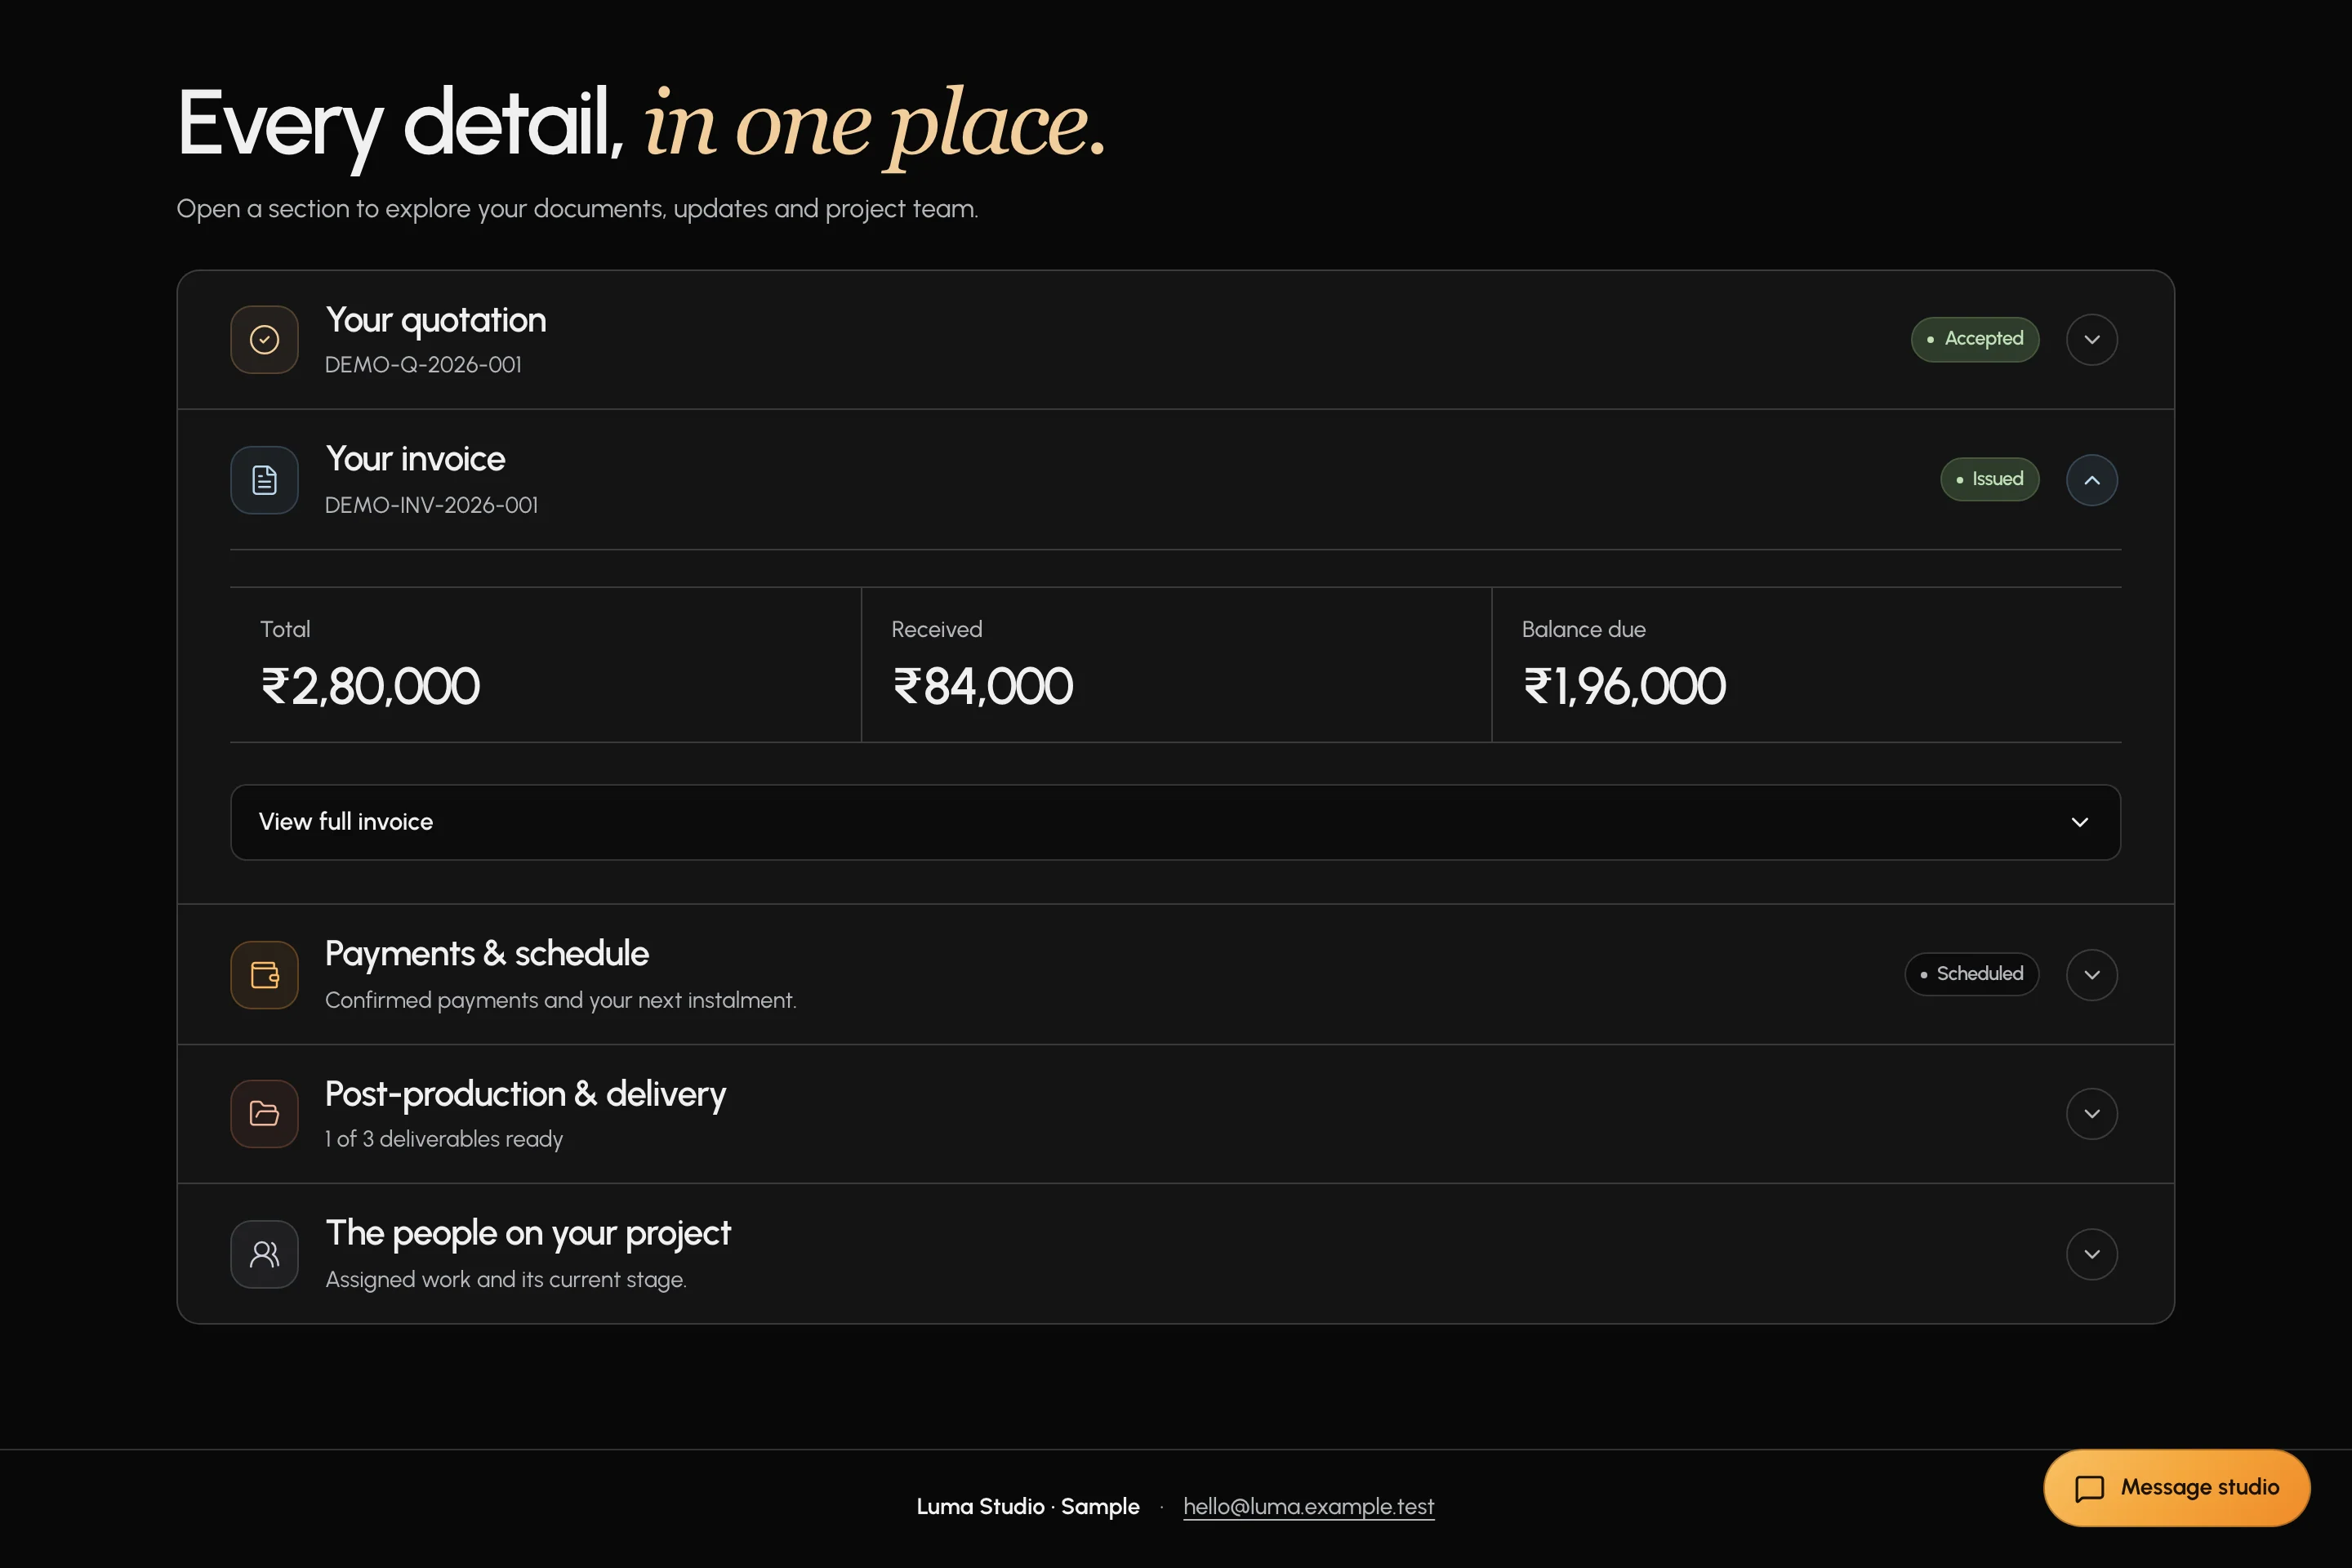 Every detail, in one place.
Open a section to explore your documents, updates and project team.
Your quotation
DEMO-Q-2026-001
Accepted
Your invoice
DEMO-INV-2026-001
Issued
Total
₹2,80,000
Received
₹84,000
Balance due
₹1,96,000
View full invoice
Payments & schedule
Confirmed payments and your next instalment.
Scheduled
Post-production & delivery
1 of 3 deliverables ready
The people on your project
Assigned work and its current stage.
Luma Studio · Sample · hello@luma.example.test
Message studio